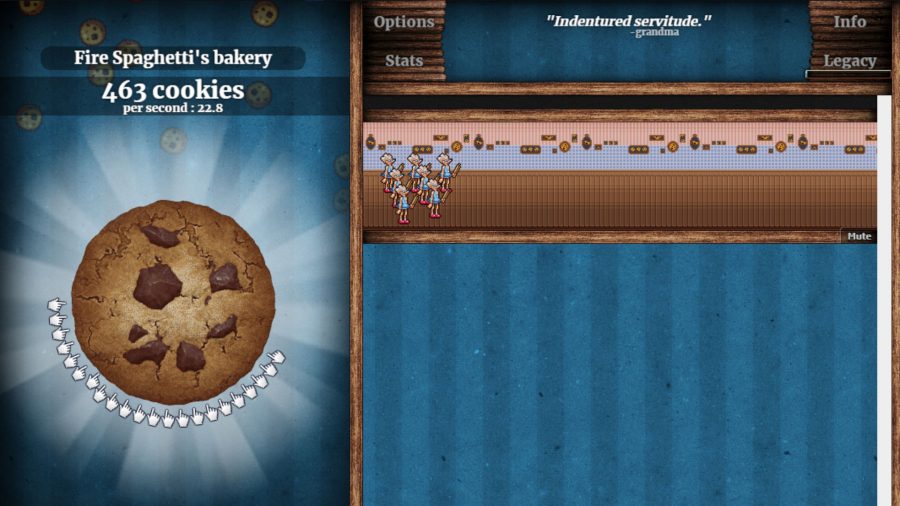 Options
"Indentured servitude."
-grandma
Info
Stats
Legacy
Fire Spaghetti's bakery
463 cookies
per second : 22.8
Mute